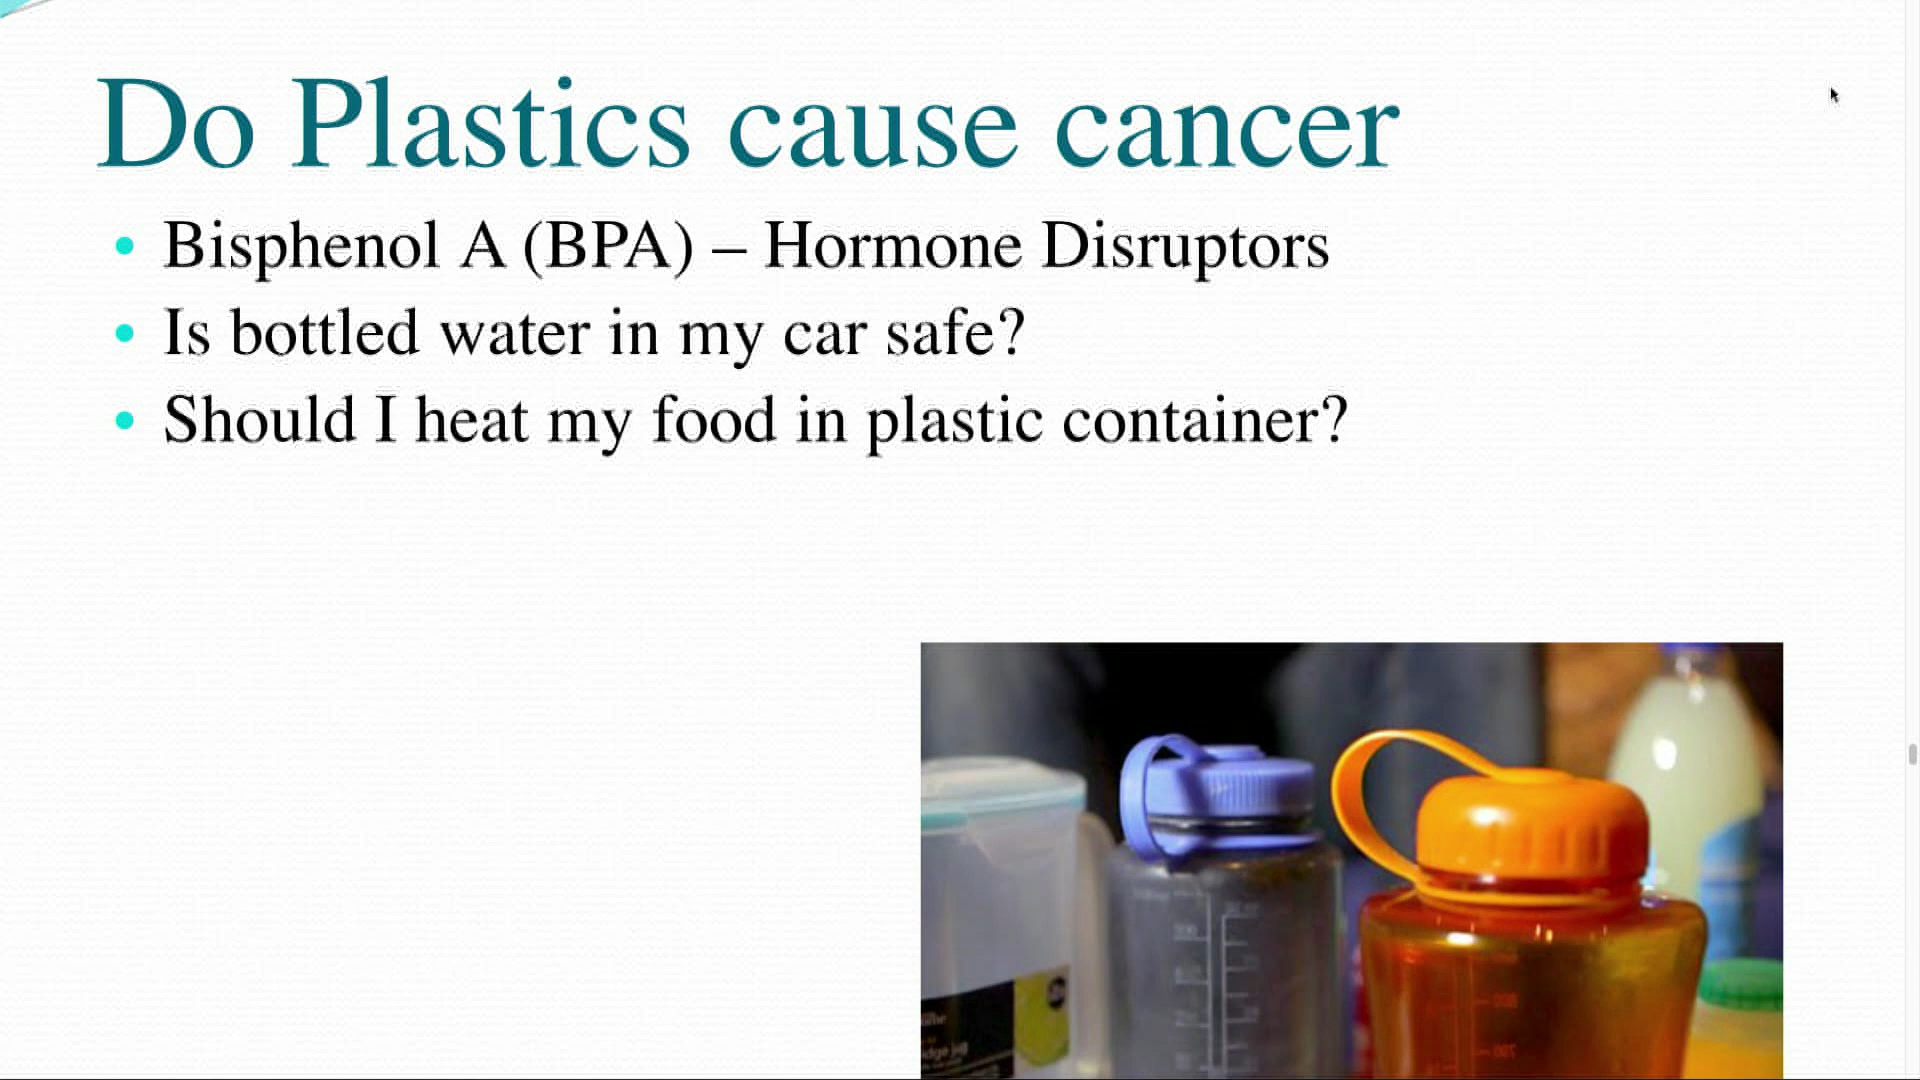 Do Plastics cause cancer
Bisphenol A (BPA) – Hormone Disruptors
Is bottled water in my car safe?
Should I heat my food in plastic container?